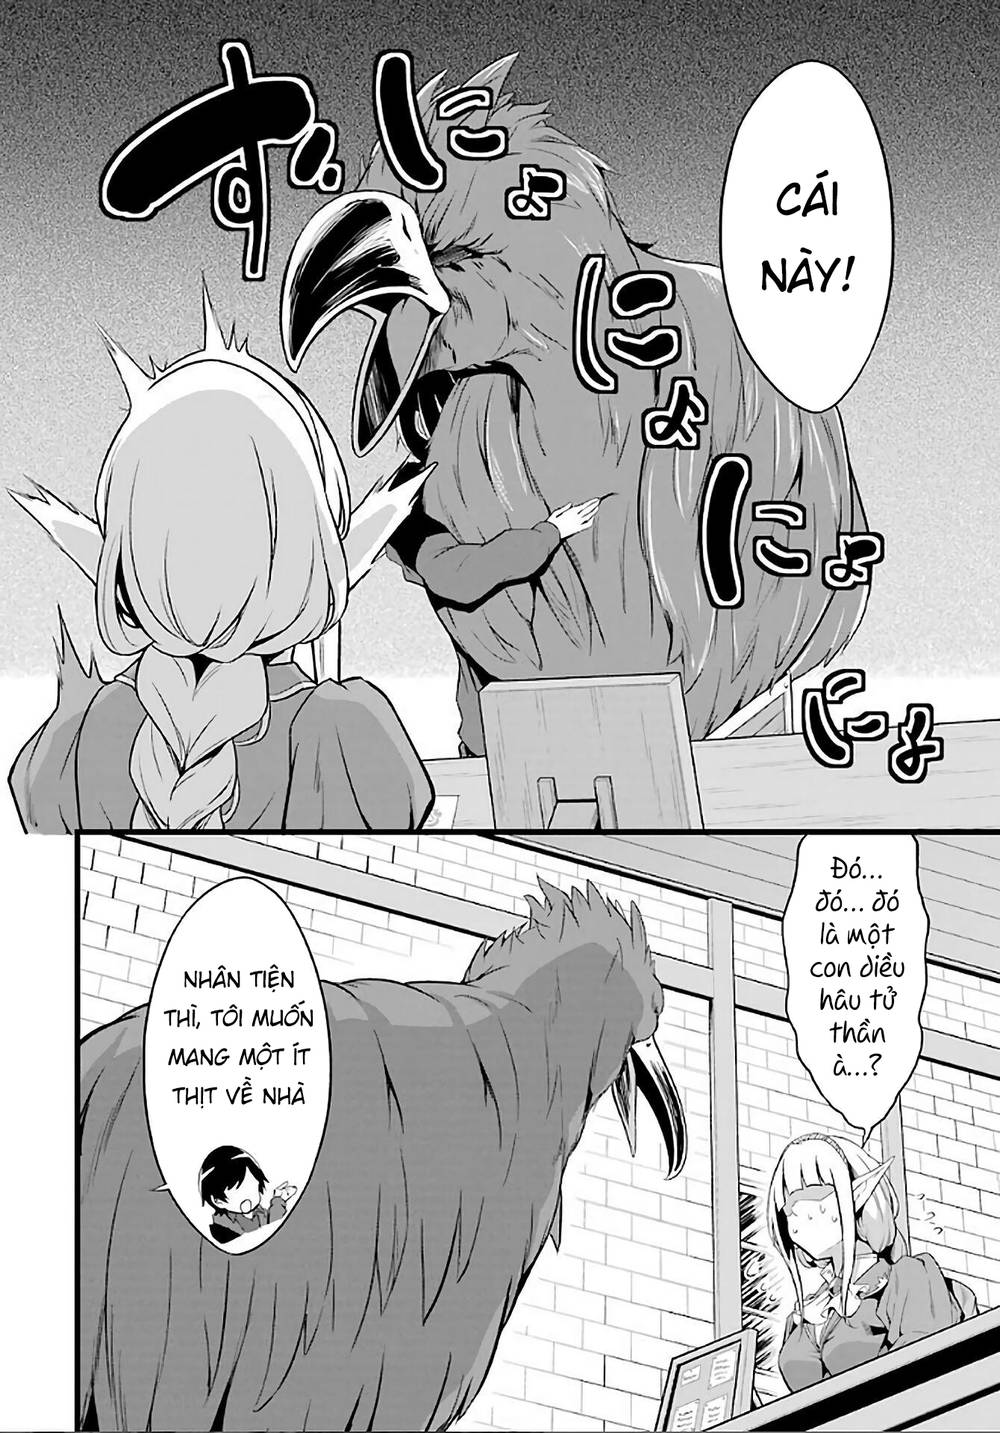 CÁI
NÀY!
ずず
にょ
にょ
にょ
にょ
Đó...
đó... đó
là một
con diều
hâu tử
thần
à...?
NHÂN TIỆN
THÌ, TÔI MUỐN
MANG MỘT ÍT
THỊT VỀ NHÀ